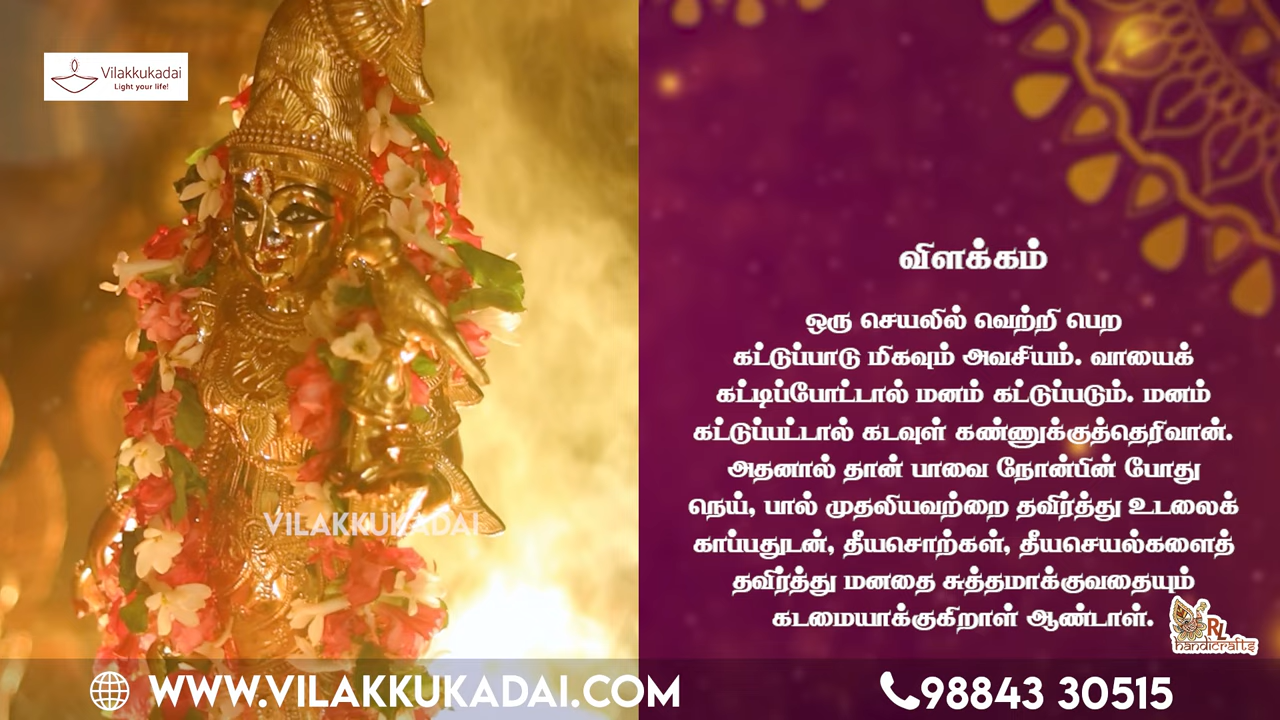 Vilakkukadai
Light your life!
விளக்கம்
ஒரு செயலில் வெற்றி பெற
கட்டுப்பாடு மிகவும் அவசியம். வாயைக்
கட்டிப்போட்டால் மனம் கட்டுப்படும். மனம்
கட்டுப்பட்டால் கடவுள் கண்ணுக்குத்தெரிவான்.
அதனால் தான் பாவை நோன்பின் போது
நெய், பால் முதலியவற்றை தவிர்த்து உடலைக்
காப்பதுடன், தீயசொற்கள், தீயசெயல்களைத்
தவிர்த்து மனதை சுத்தமாக்குவதையும்
கடமையாக்குகிறாள் ஆண்டாள்.
VILAKKUKADAI
RL
handicrafts
WWW.VILAKKUKADAI.COM
98843 30515